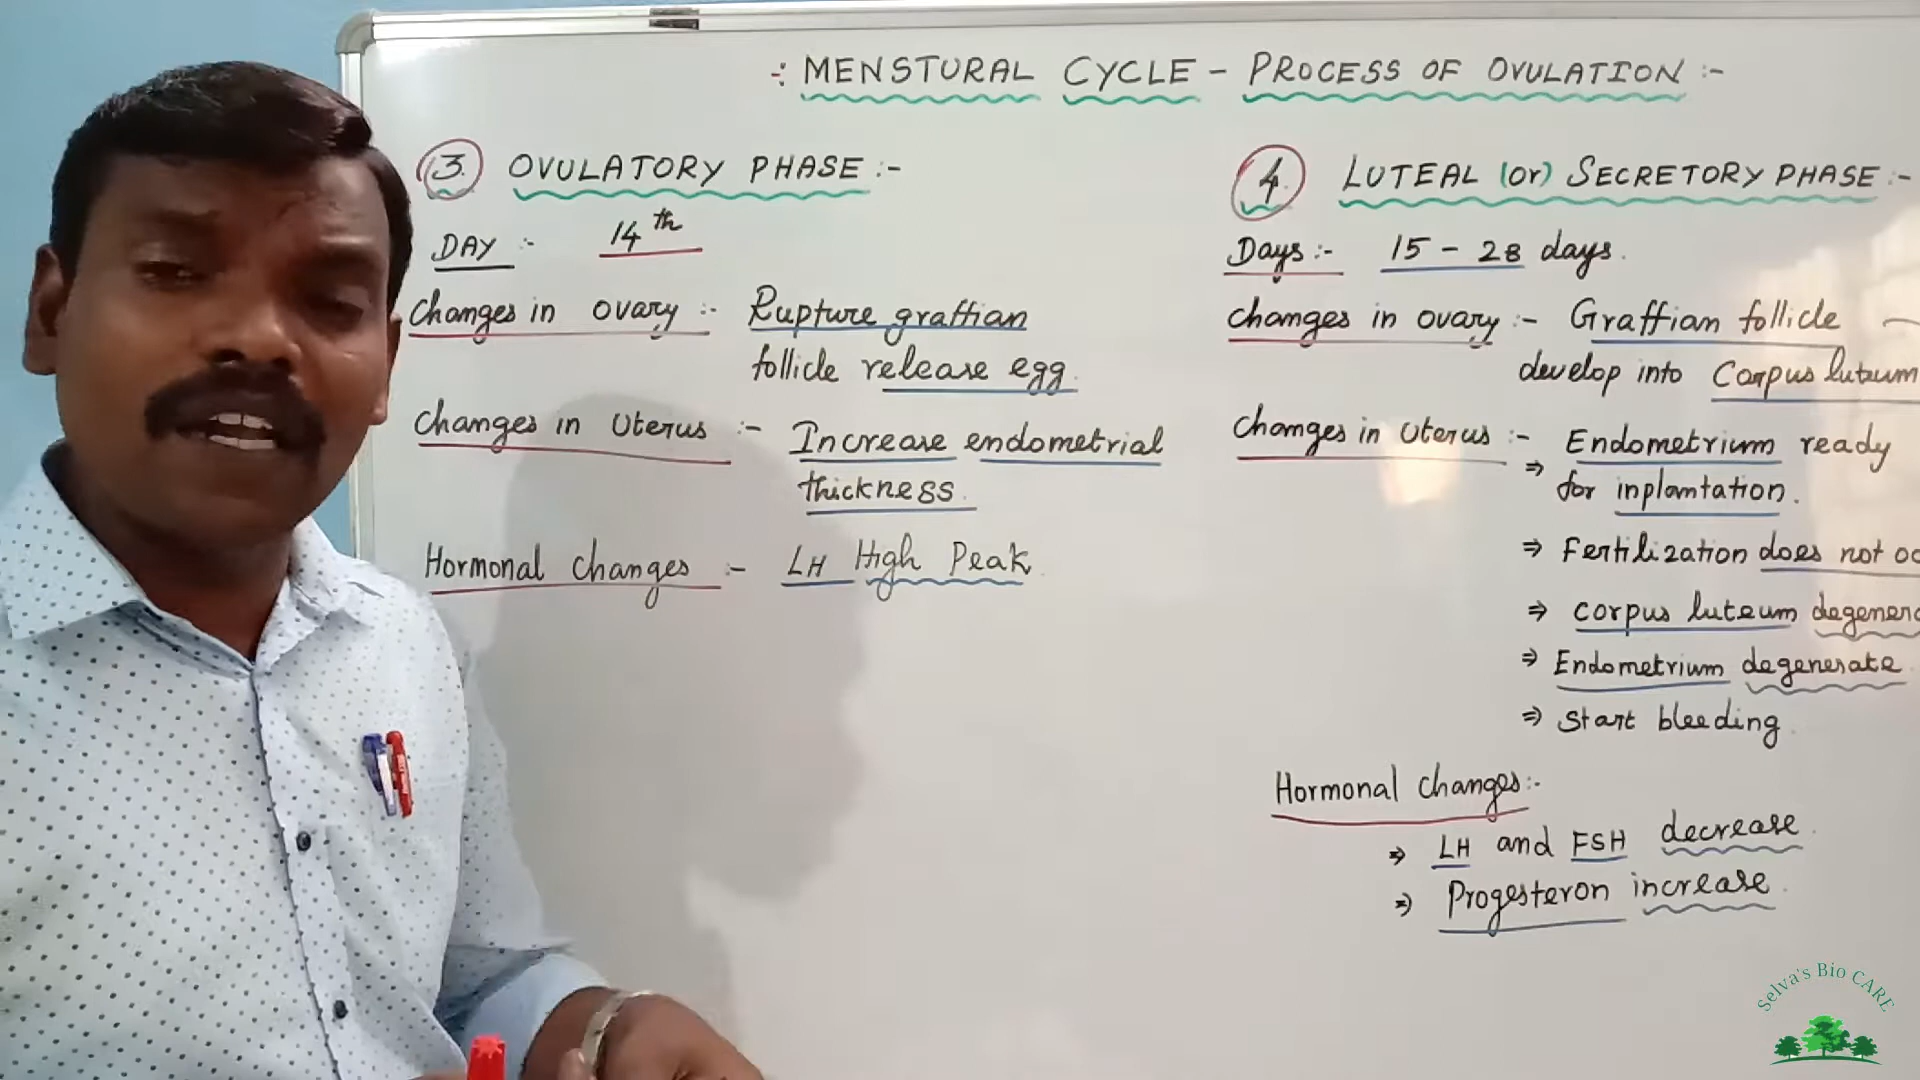 :- MENSTURAL CYCLE - PROCESS OF OVULATION :-
3. OVULATORY PHASE :-
DAY :- 14th
Changes in ovary :- Rupture graffian
follicle release egg.
Changes in Uterus :- Increase endometrial
thickness.
Hormonal changes :- LH High Peak.
4. LUTEAL (or) SECRETORY PHASE :-
Days :- 15 - 28 days.
Changes in ovary :- Graffian follicle
develop into Corpus luteum
Changes in Uterus :- Endometrium ready
⇒ for inplantation.
⇒ Fertilization does not oc
⇒ corpus luteum degener
⇒ Endometrium degenerate
⇒ Start bleeding.
Hormonal changes :-
⇒ LH and FSH decrease.
⇒ Progesteron increase.
Selva's Bio CARE